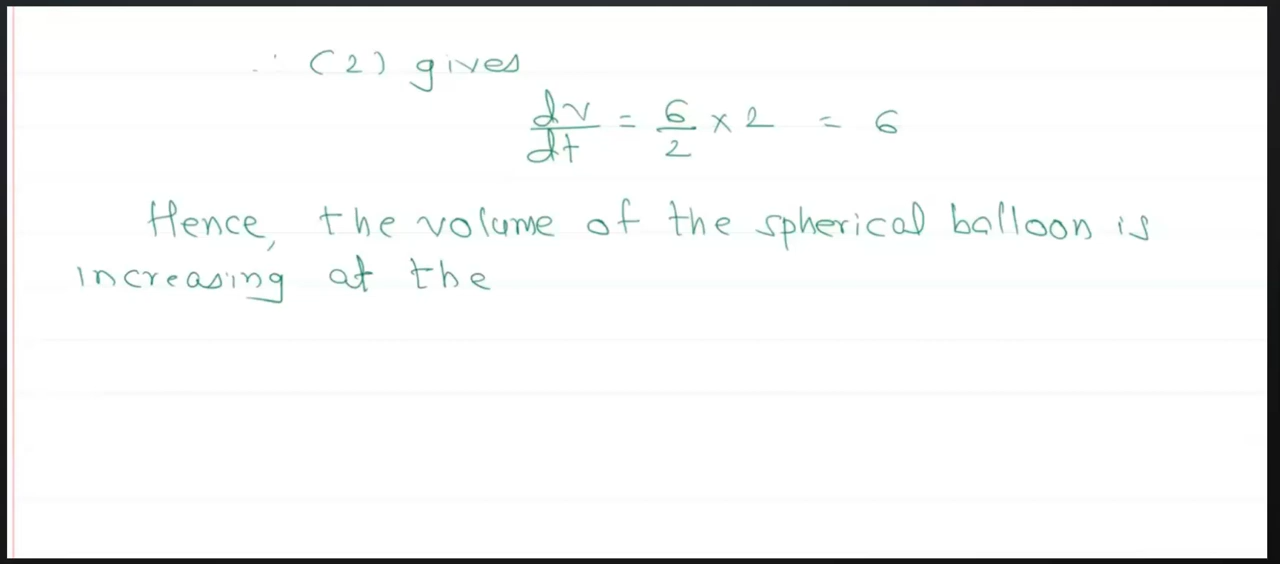 ∴ (2) gives
dv/dt = 6/2 × 2 = 6
Hence, the volume of the spherical balloon is
increasing at the